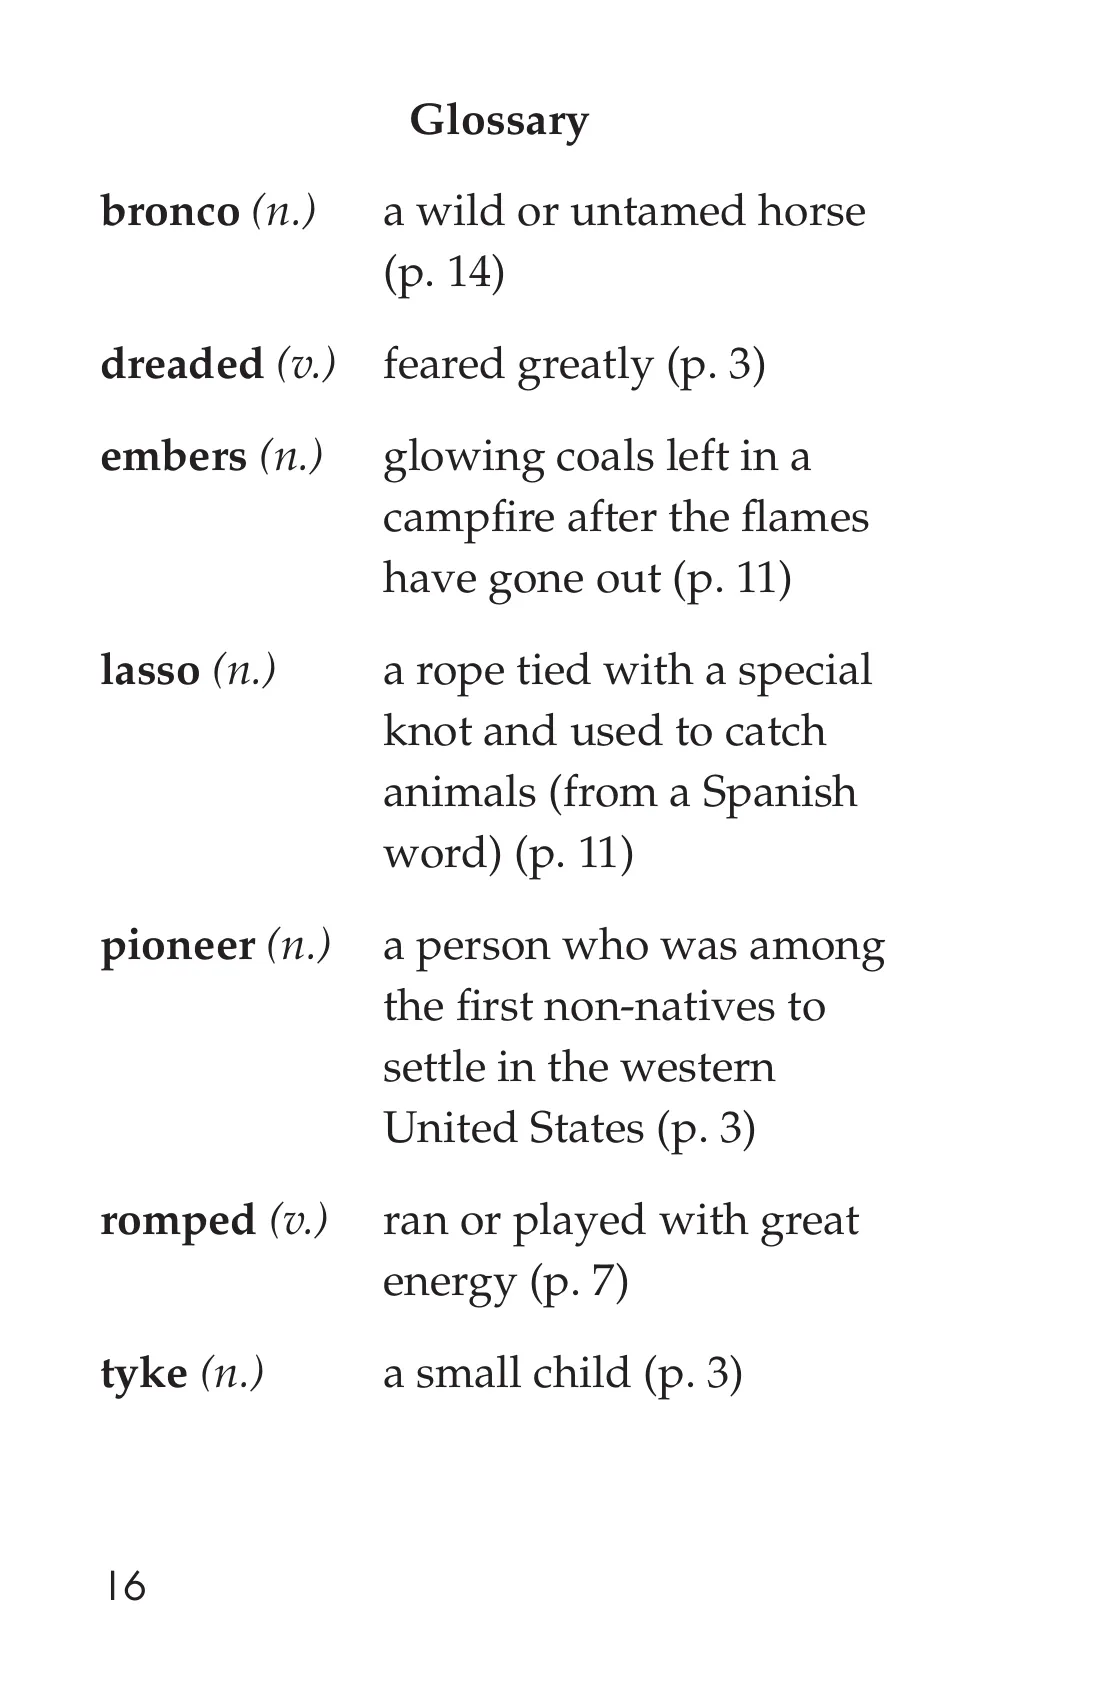 Glossary
bronco (n.) a wild or untamed horse
(p. 14)
dreaded (v.) feared greatly (p. 3)
embers (n.) glowing coals left in a
campfire after the flames
have gone out (p. 11)
lasso (n.) a rope tied with a special
knot and used to catch
animals (from a Spanish
word) (p. 11)
pioneer (n.) a person who was among
the first non-natives to
settle in the western
United States (p. 3)
romped (v.) ran or played with great
energy (p. 7)
tyke (n.) a small child (p. 3)
16